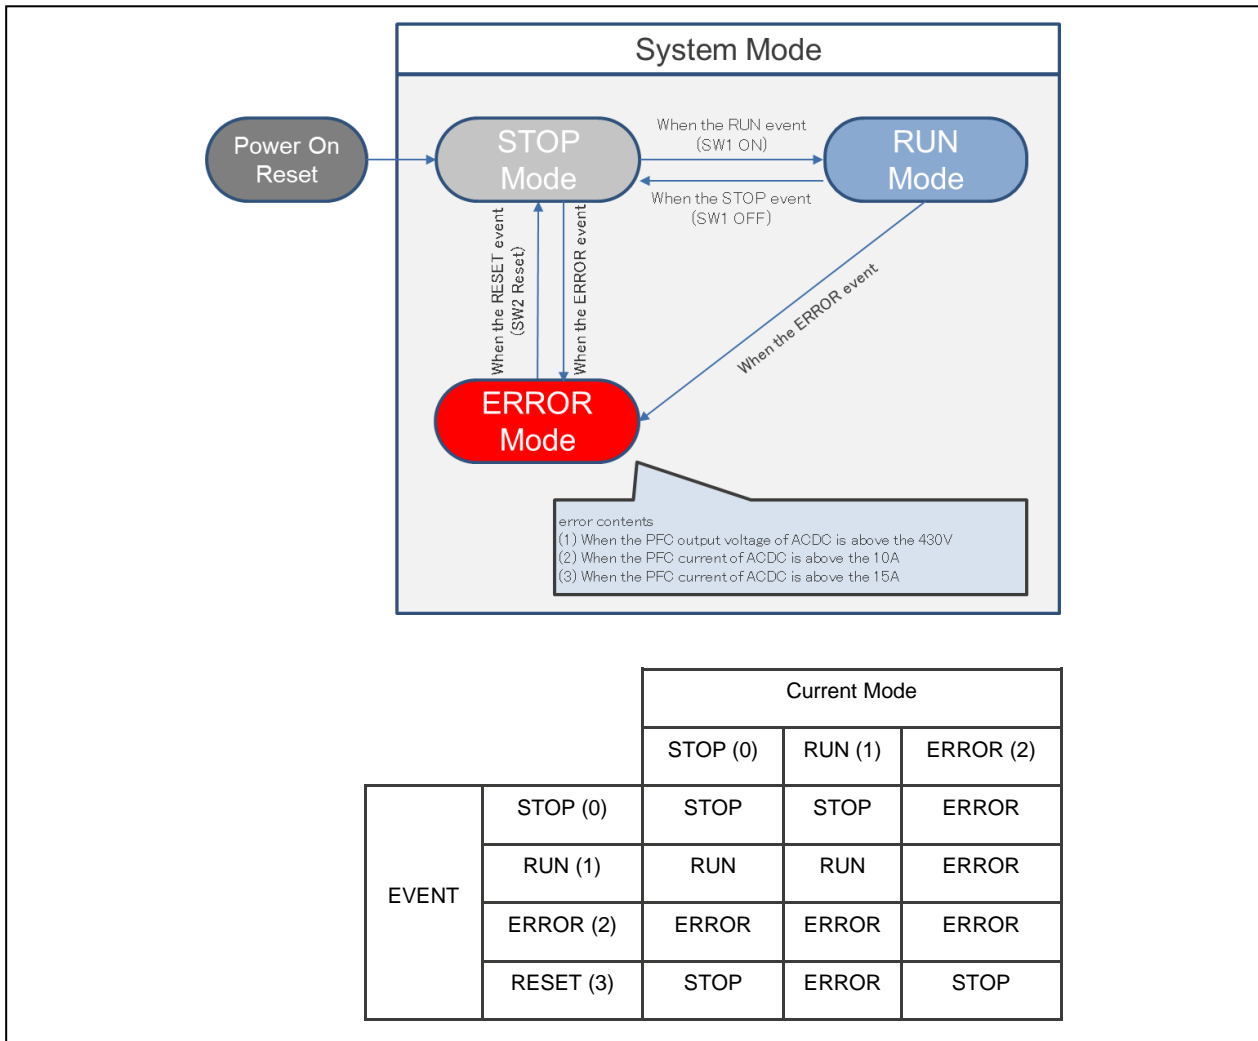 System Mode
Power On
Reset
STOP
Mode
When the RUN event
(SW1 ON)
RUN
Mode
When the STOP event
(SW1 OFF)
When the RESET event
(SW2 Reset)
When the ERROR event
When the ERROR event
ERROR
Mode
error contents
(1) When the PFC output voltage of ACDC is above the 430V
(2) When the PFC current of ACDC is above the 10A
(3) When the PFC current of ACDC is above the 15A
Current Mode
STOP (0) RUN (1) ERROR (2)
EVENT
STOP (0) STOP STOP ERROR
RUN (1) RUN RUN ERROR
ERROR (2) ERROR ERROR ERROR
RESET (3) STOP ERROR STOP